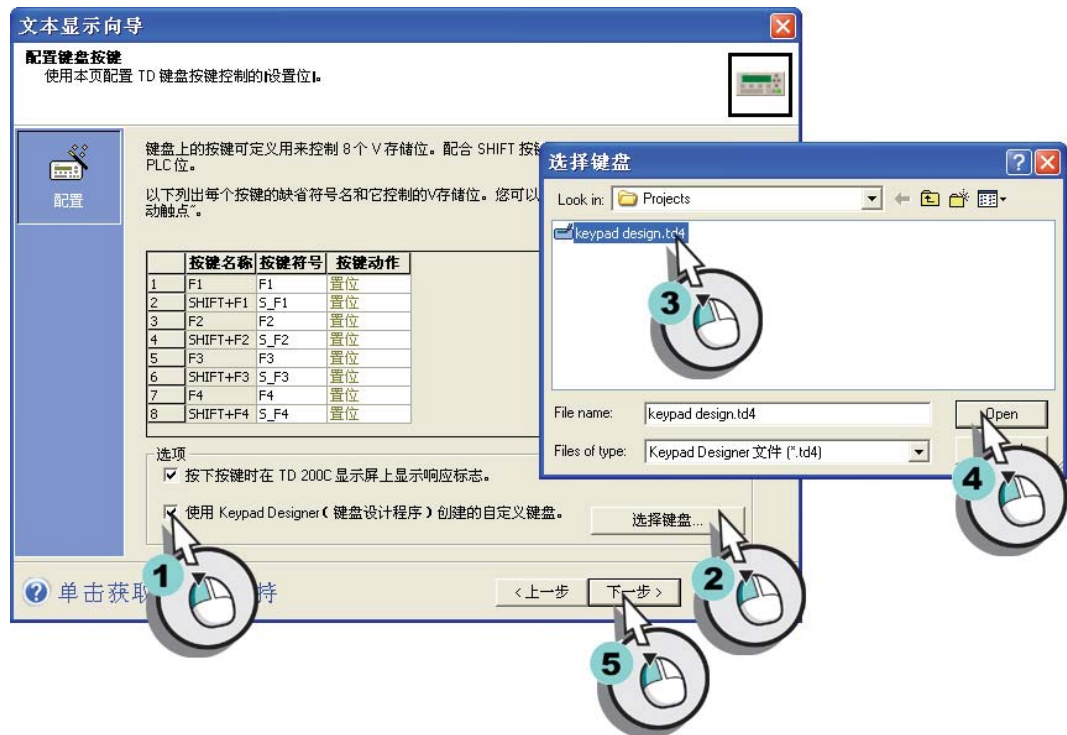 文本显示向导
配置键盘按键
使用本页配置 TD 键盘按键控制的|设置位|。
配置
键盘上的按键可定义用来控制 8 个 V 存储位。配合 SHIFT 按
PLC 位。
以下列出每个按键的缺省符号名和它控制的V存储位。您可以
动触点"。
按键名称 按键符号 按键动作
1 F1 F1 置位
2 SHIFT+F1 S_F1 置位
3 F2 F2 置位
4 SHIFT+F2 S_F2 置位
5 F3 F3 置位
6 SHIFT+F3 S_F3 置位
7 F4 F4 置位
8 SHIFT+F4 S_F4 置位
选项
按下按键时在 TD 200C 显示屏上显示响应标志。
使用 Keypad Designer（键盘设计程序）创建的自定义键盘。
选择键盘...
单击获取 持
<上一步
下一步>
选择键盘
Look in: Projects
keypad design.td4
File name: keypad design.td4
Open
Files of type: Keypad Designer 文件 (*.td4)
1
2
3
4
5